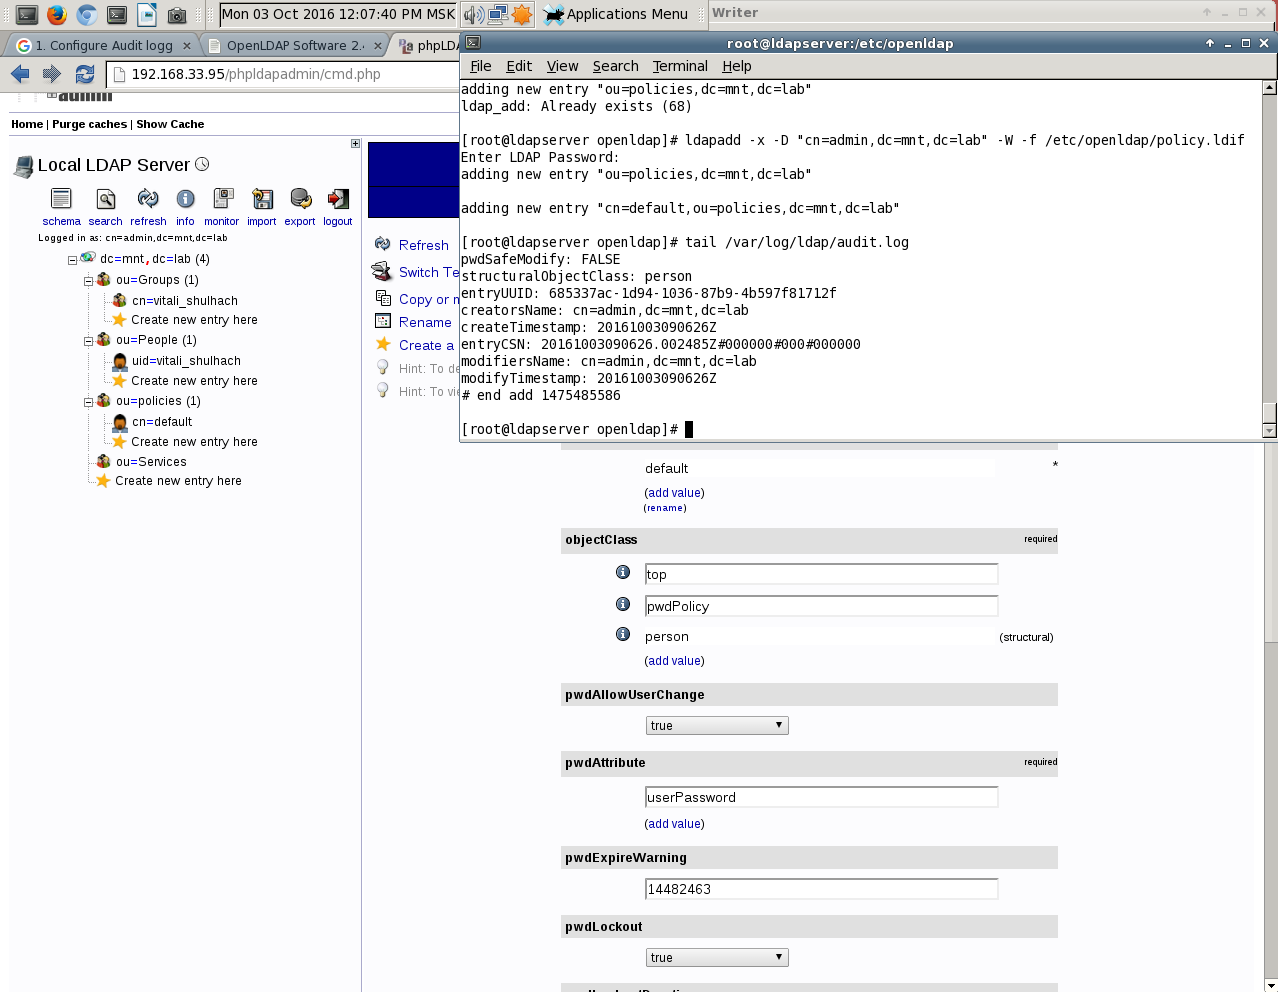 Mon 03 Oct 2016 12:07:40 PM MSK
Applications Menu
Writer
1. Configure Audit logg
OpenLDAP Software 2.
phpLDA
192.168.33.95/phpldapadmin/cmd.php
root@ldapserver:/etc/openldap
File Edit View Search Terminal Help
adding new entry "ou=policies,dc=mnt,dc=lab"
ldap_add: Already exists (68)
[root@ldapserver openldap]# ldapadd -x -D "cn=admin,dc=mnt,dc=lab" -W -f /etc/openldap/policy.ldif
Enter LDAP Password:
adding new entry "ou=policies,dc=mnt,dc=lab"
adding new entry "cn=default,ou=policies,dc=mnt,dc=lab"
[root@ldapserver openldap]# tail /var/log/ldap/audit.log
pwdSafeModify: FALSE
structuralObjectClass: person
entryUUID: 685337ac-1d94-1036-87b9-4b597f81712f
creatorsName: cn=admin,dc=mnt,dc=lab
createTimestamp: 20161003090626Z
entryCSN: 20161003090626.002485Z#000000#000#000000
modifiersName: cn=admin,dc=mnt,dc=lab
modifyTimestamp: 20161003090626Z
# end add 1475485586
[root@ldapserver openldap]#
admin
Home | Purge caches | Show Cache
Local LDAP Server
schema search refresh info monitor import export logout
Logged in as: cn=admin,dc=mnt,dc=lab
dc=mnt,dc=lab (4)
ou=Groups (1)
cn=vitali_shulhach
Create new entry here
ou=People (1)
uid=vitali_shulhach
Create new entry here
ou=policies (1)
cn=default
Create new entry here
ou=Services
Create new entry here
Refresh
Switch Te
Copy or m
Rename
Create a
Hint: To de
Hint: To vie
default
*
(add value)
(rename)
objectClass required
top
pwdPolicy
person (structural)
(add value)
pwdAllowUserChange
true
pwdAttribute required
userPassword
(add value)
pwdExpireWarning
14482463
pwdLockout
true